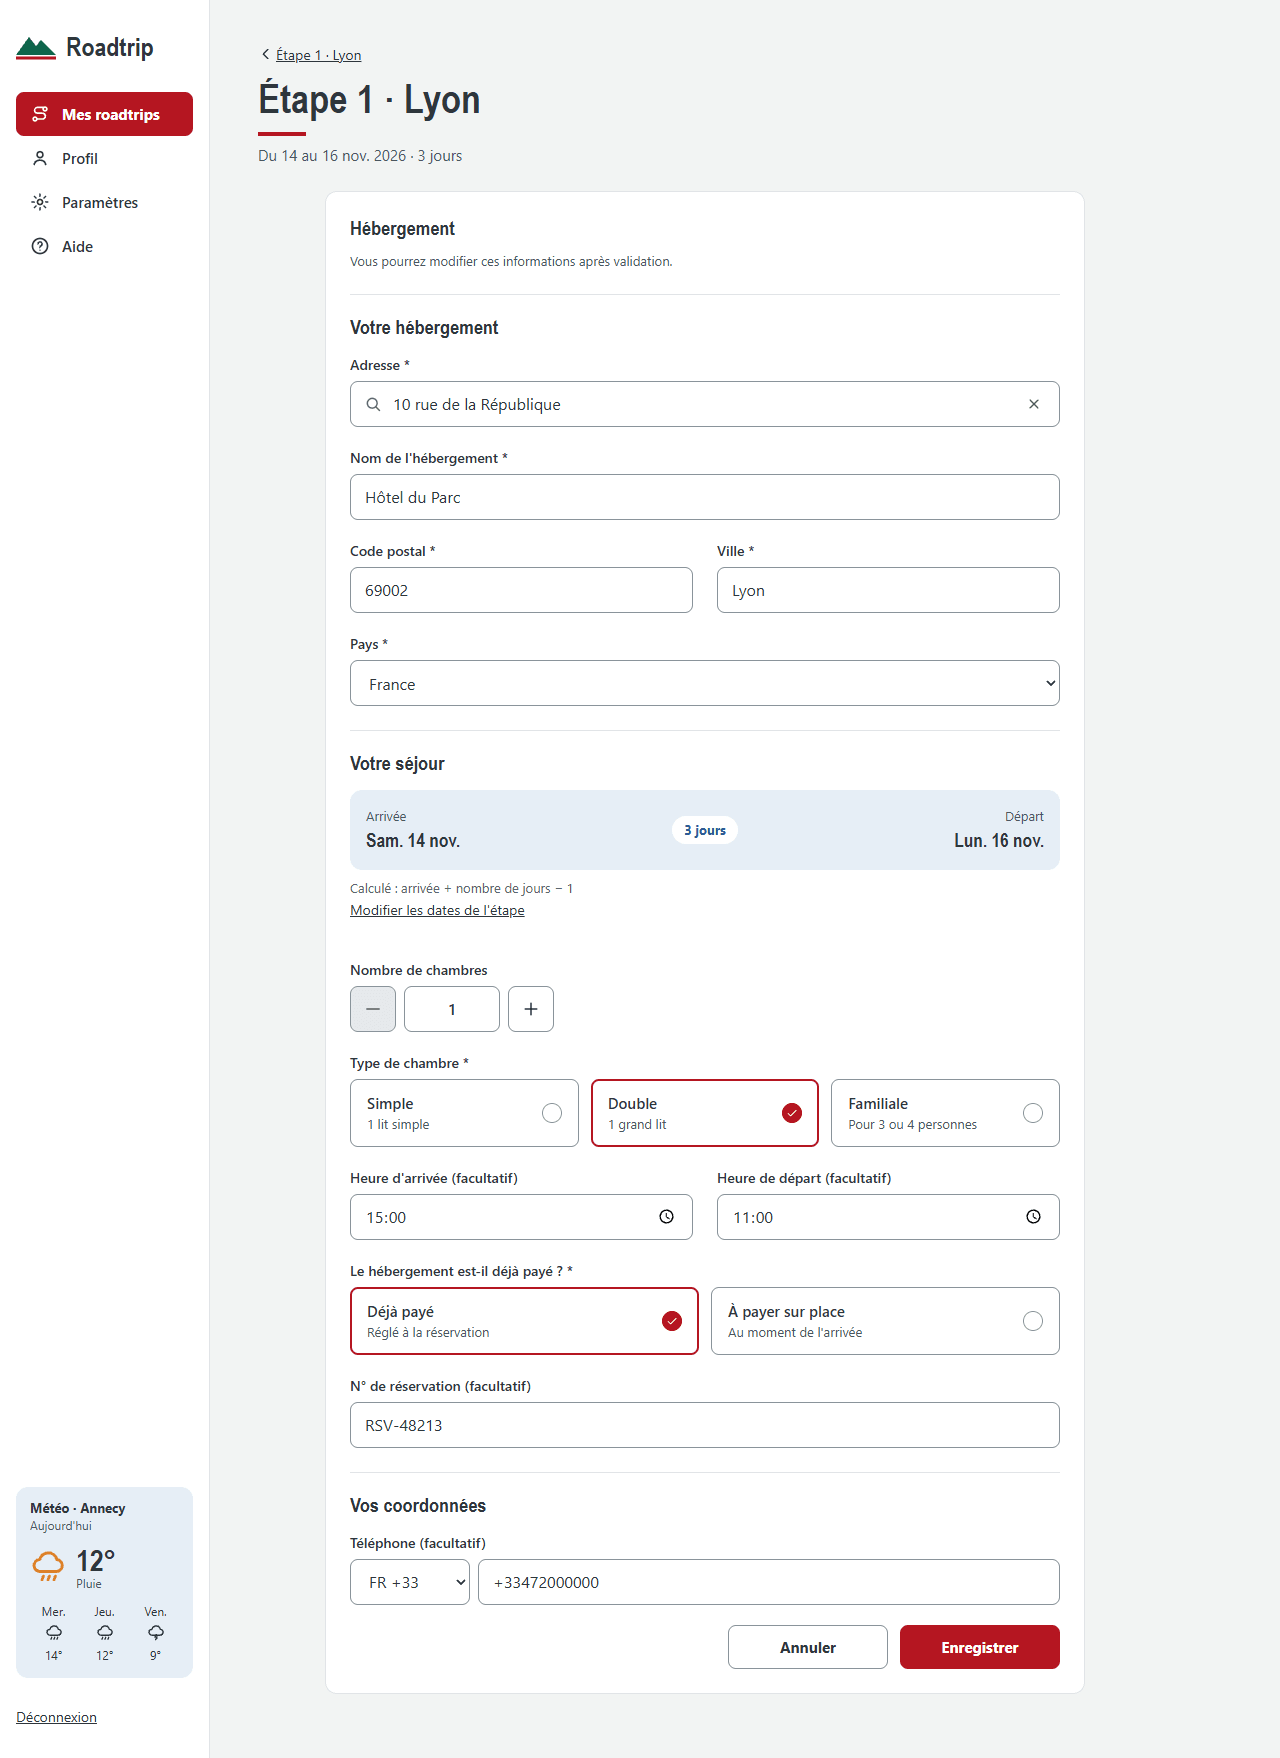 Roadtrip
Mes roadtrips
Profil
Paramètres
Aide
Météo · Annecy
Aujourd'hui
12°
Pluie
Mer. Jeu. Ven.
14° 12° 9°
Déconnexion
Étape 1 · Lyon
Étape 1 · Lyon
Du 14 au 16 nov. 2026 · 3 jours
Hébergement
Vous pourrez modifier ces informations après validation.
Votre hébergement
Adresse *
10 rue de la République
Nom de l'hébergement *
Hôtel du Parc
Code postal * Ville *
69002 Lyon
Pays *
France
Votre séjour
Arrivée Départ
Sam. 14 nov. 3 jours Lun. 16 nov.
Calculé : arrivée + nombre de jours − 1
Modifier les dates de l'étape
Nombre de chambres
1
Type de chambre *
Simple Double Familiale
1 lit simple 1 grand lit Pour 3 ou 4 personnes
Heure d'arrivée (facultatif) Heure de départ (facultatif)
15:00 11:00
Le hébergement est-il déjà payé ? *
Déjà payé À payer sur place
Réglé à la réservation Au moment de l'arrivée
N° de réservation (facultatif)
RSV-48213
Vos coordonnées
Téléphone (facultatif)
FR +33 +33472000000
Annuler Enregistrer